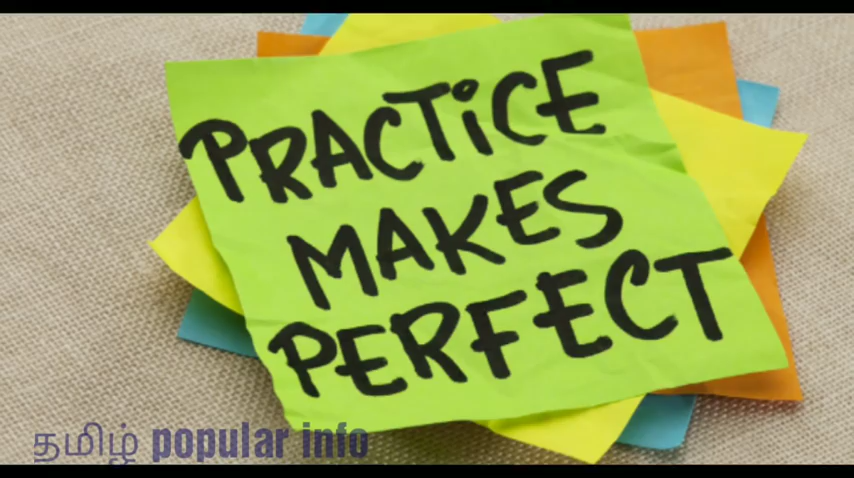 PRACTiCE
MAKES
PERFECT
தமிழ் popular info